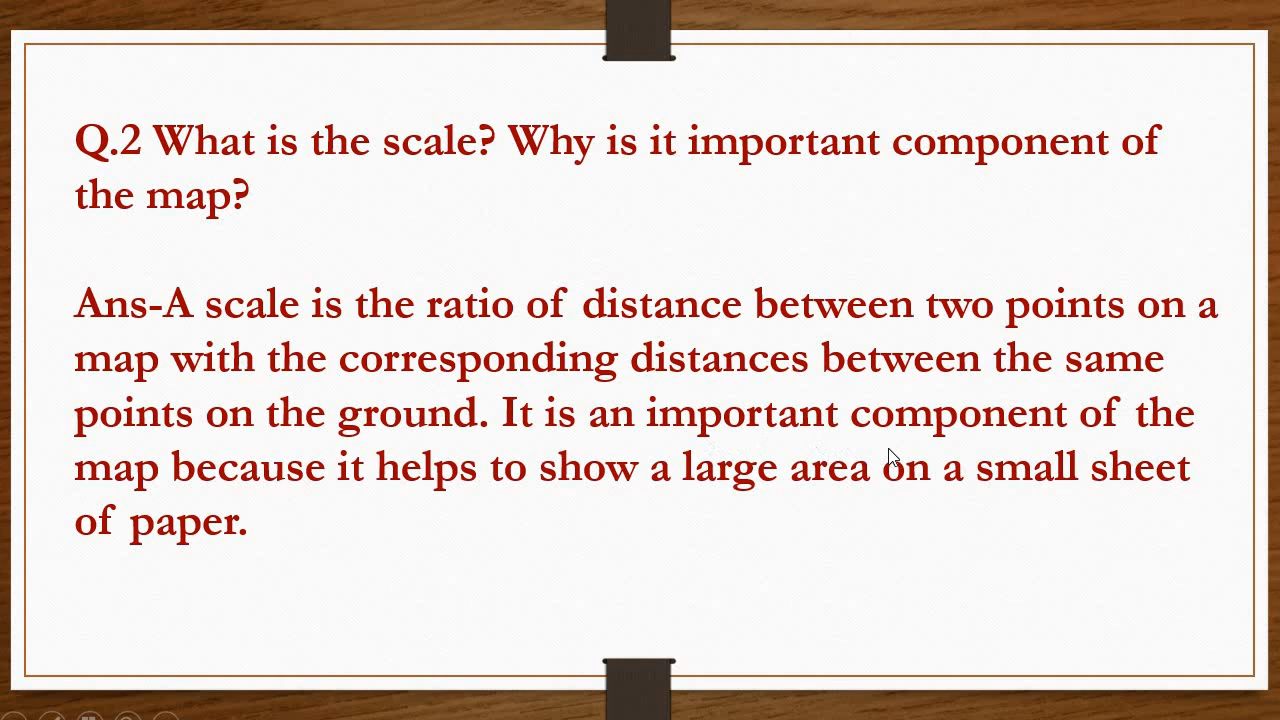 Q.2 What is the scale? Why is it important component of
the map?
Ans-A scale is the ratio of distance between two points on a
map with the corresponding distances between the same
points on the ground. It is an important component of the
map because it helps to show a large area on a small sheet
of paper.